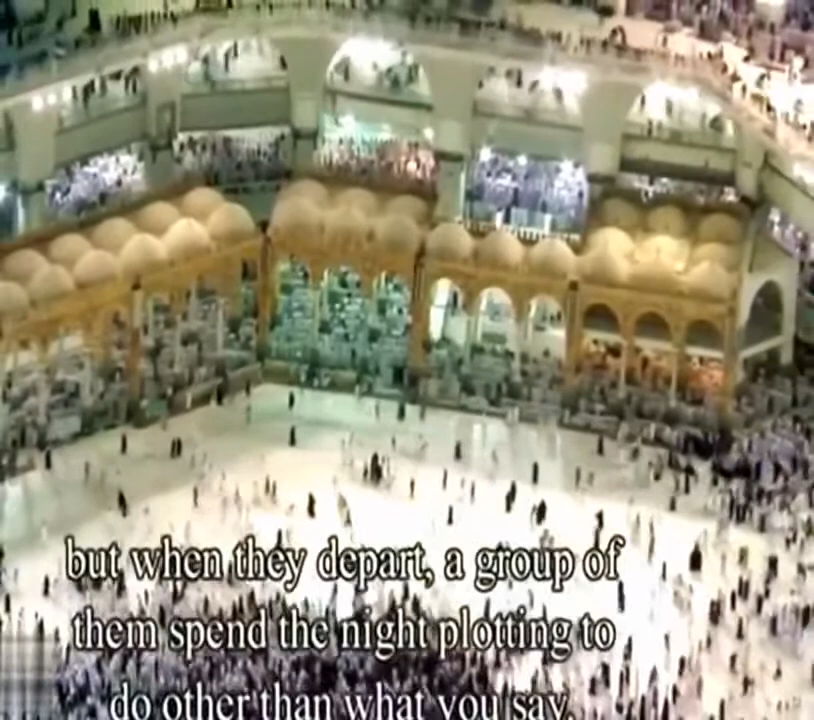 but when they depart, a group of
them spend the night plotting to
do other than what you say.